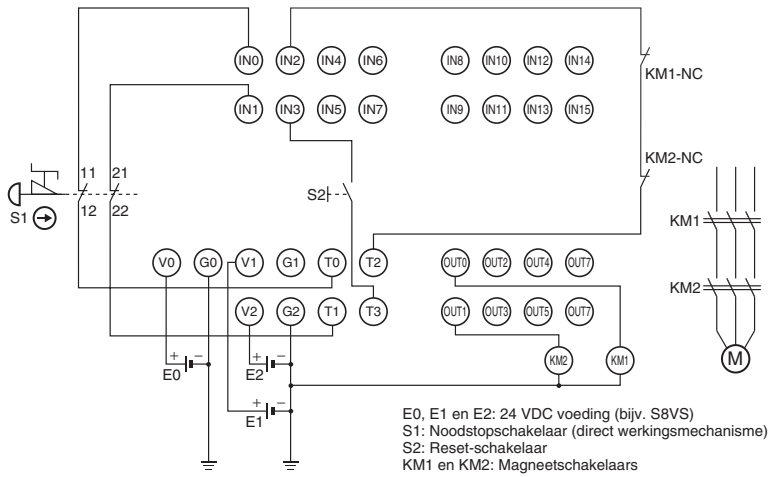 IN0 IN2 IN4 IN6 IN8 IN10 IN12 IN14
KM1-NC
IN1 IN3 IN5 IN7 IN9 IN11 IN13 IN15
KM2-NC
11 21
S2
S1 12 22
KM1
V0 G0 V1 G1 T0 T2 OUT0 OUT2 OUT4 OUT7
KM2
V2 G2 T1 T3 OUT1 OUT3 OUT5 OUT7
+ − + − KM2 KM1 M
E0 E2
+ −
E1
E0, E1 en E2: 24 VDC voeding (bijv. S8VS)
S1: Noodstopschakelaar (direct werkingsmechanisme)
S2: Reset-schakelaar
KM1 en KM2: Magneetschakelaars